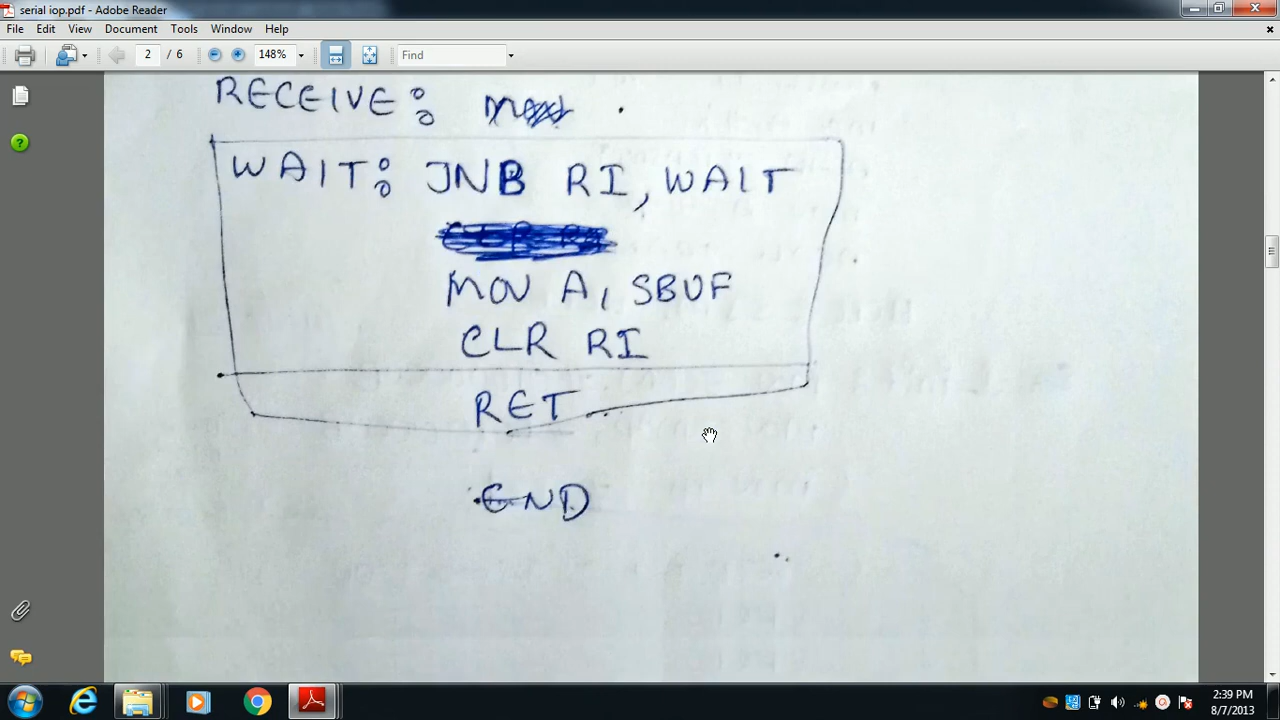 serial iop.pdf - Adobe Reader
File Edit View Document Tools Window Help
2 / 6 148% Find
RECEIVE:
WAIT: JNB RI, WAIT
MOV A, SBUF
CLR RI
RET
END
2:39 PM
8/7/2013